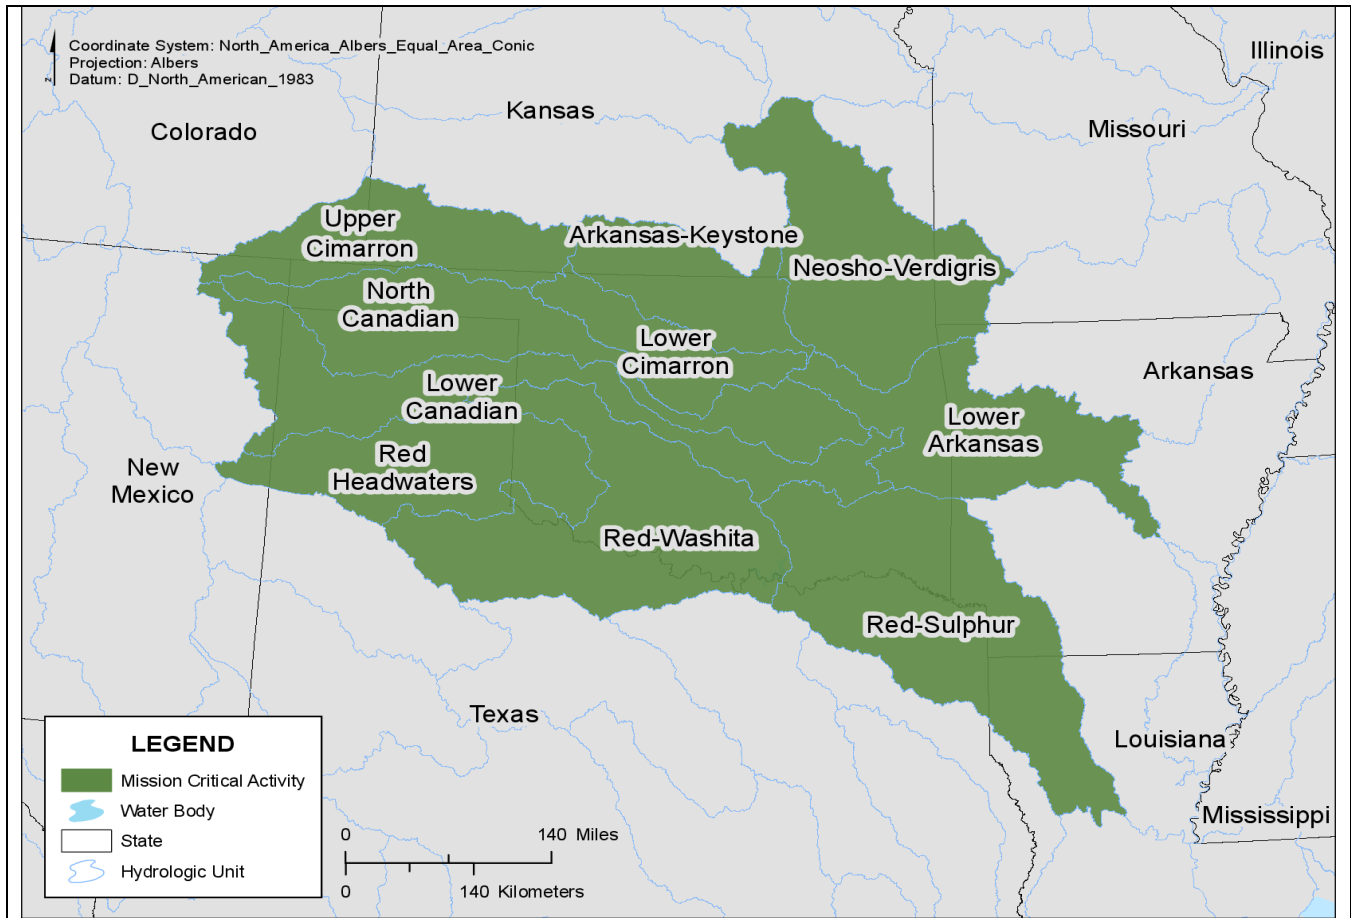 Coordinate System: North_America_Albers_Equal_Area_Conic
Projection: Albers
Datum: D_North_American_1983
z
Illinois
Kansas
Colorado
Missouri
Upper
Cimarron
Arkansas-Keystone
Neosho-Verdigris
North
Canadian
Lower
Cimarron
Arkansas
Lower
Canadian
Lower
Arkansas
Red
Headwaters
New
Mexico
Red-Washita
Red-Sulphur
Texas
Louisiana
Mississippi
LEGEND
Mission Critical Activity
Water Body
State
Hydrologic Unit
0 140 Miles
0 140 Kilometers